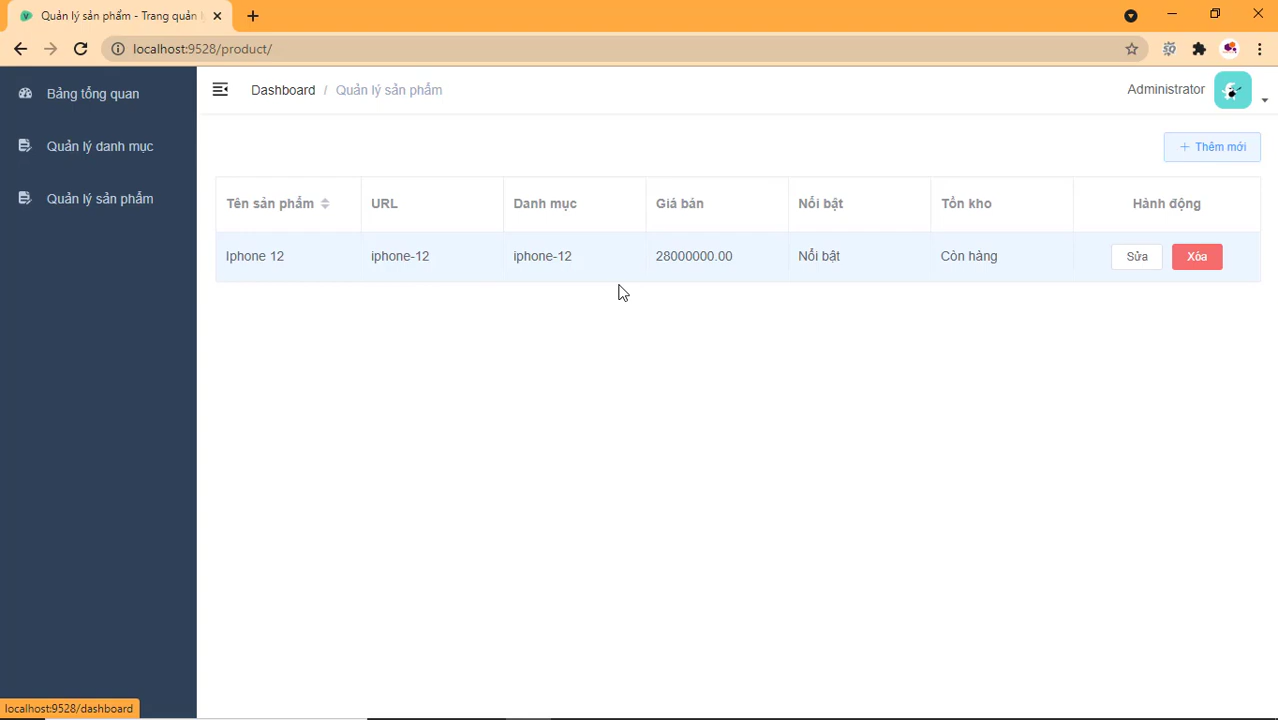 Quản lý sản phẩm - Trang quản l
localhost:9528/product/
Bảng tổng quan
Quản lý danh mục
Quản lý sản phẩm
Dashboard / Quản lý sản phẩm
Administrator
+ Thêm mới
Tên sản phẩm URL Danh mục Giá bán Nổi bật Tồn kho Hành động
Iphone 12 iphone-12 iphone-12 28000000.00 Nổi bật Còn hàng Sửa Xóa
localhost:9528/dashboard